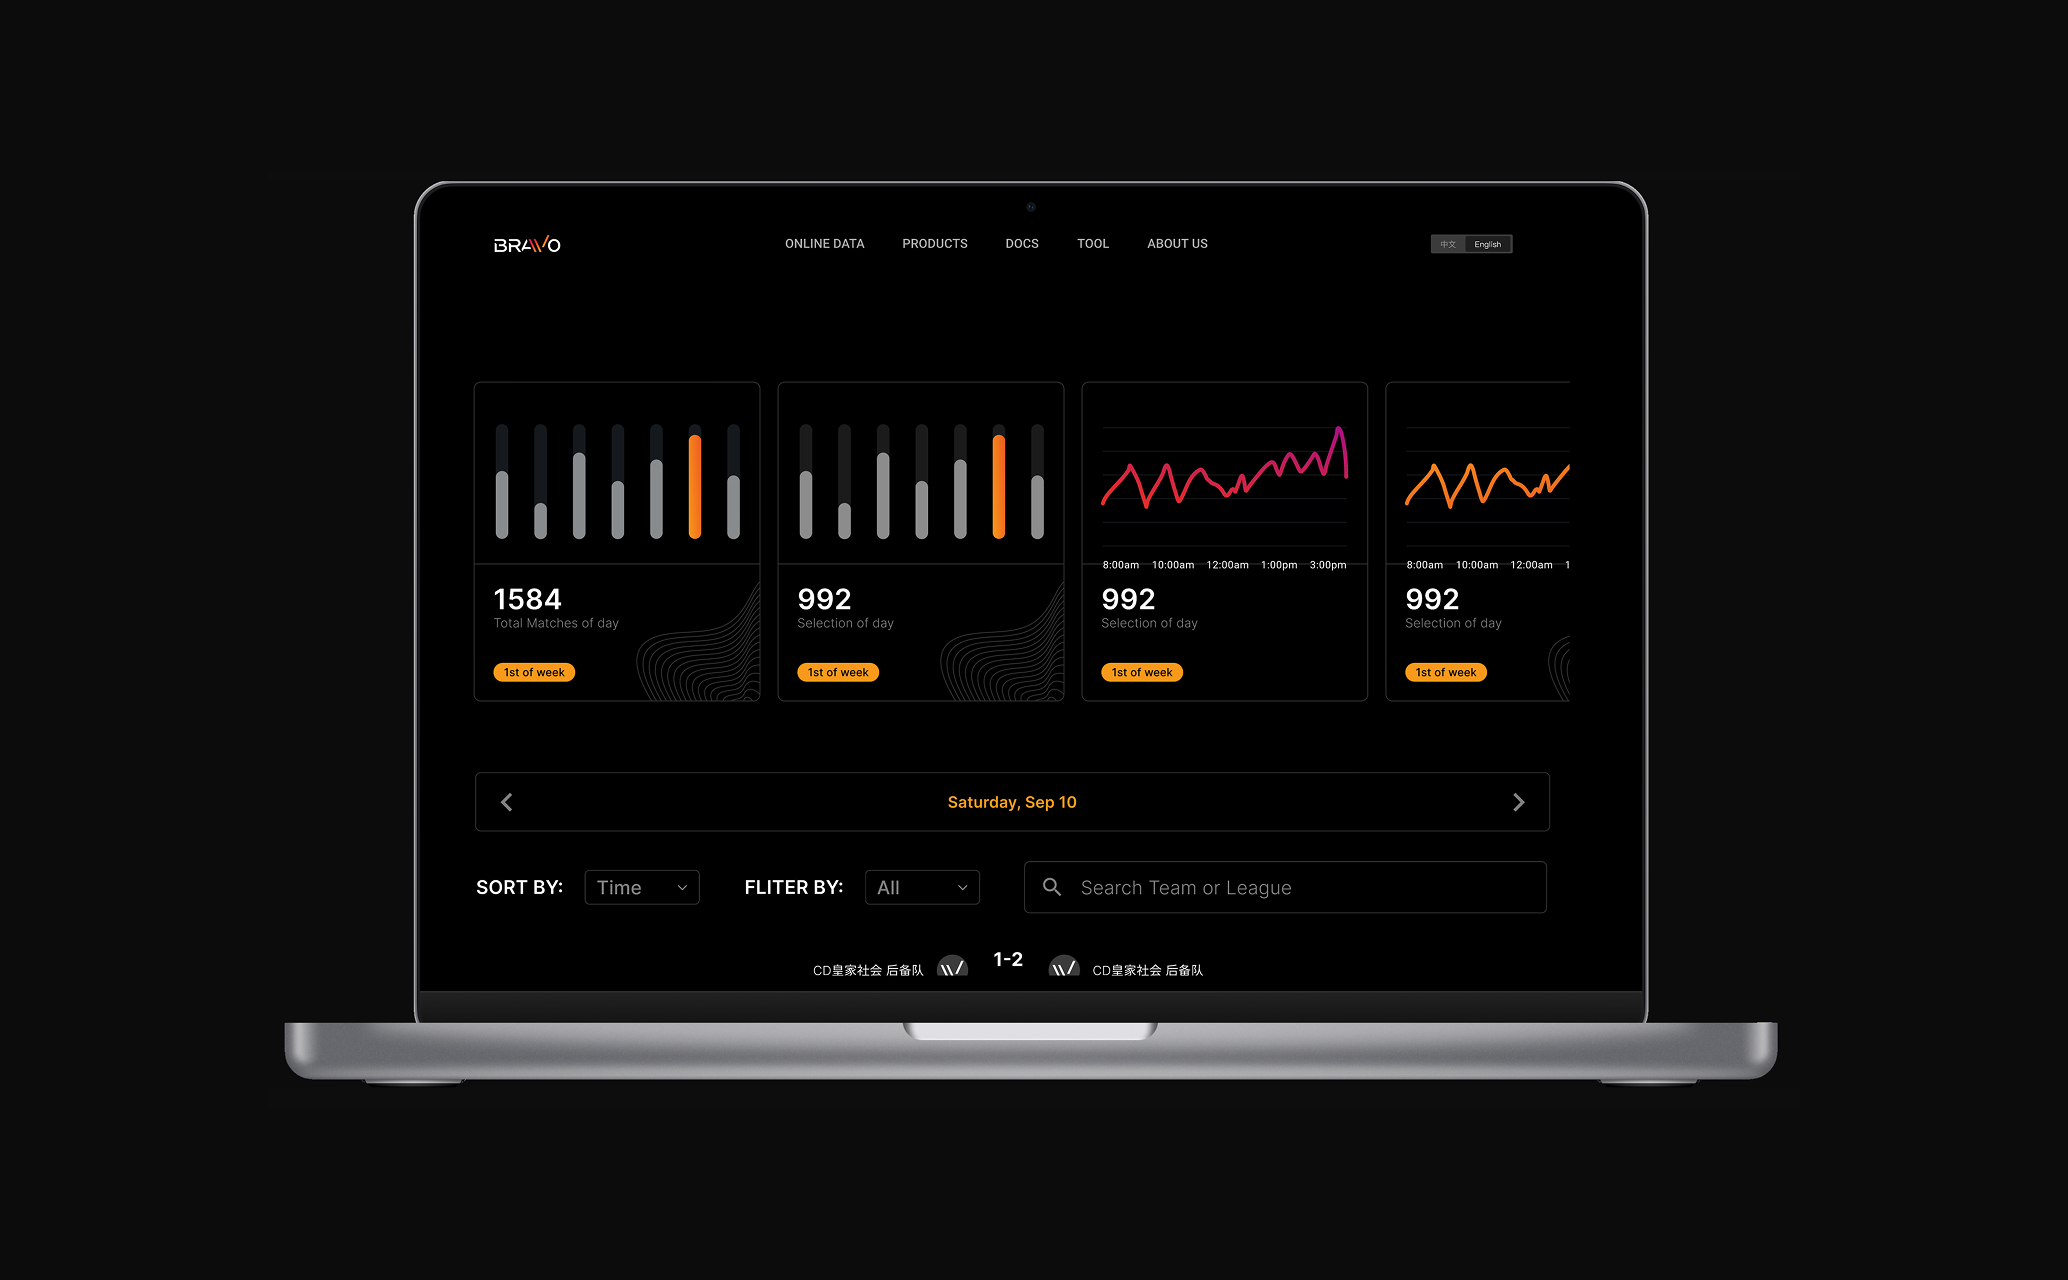 BRAVO
ONLINE DATA PRODUCTS DOCS TOOL ABOUT US
中文 English
1584
Total Matches of day
1st of week
992
Selection of day
1st of week
8:00am 10:00am 12:00am 1:00pm 3:00pm
992
Selection of day
1st of week
8:00am 10:00am 12:00am 1
992
Selection of day
1st of week
Saturday, Sep 10
SORT BY: Time FLITER BY: All Search Team or League
CD皇家社会 后备队 1-2 CD皇家社会 后备队